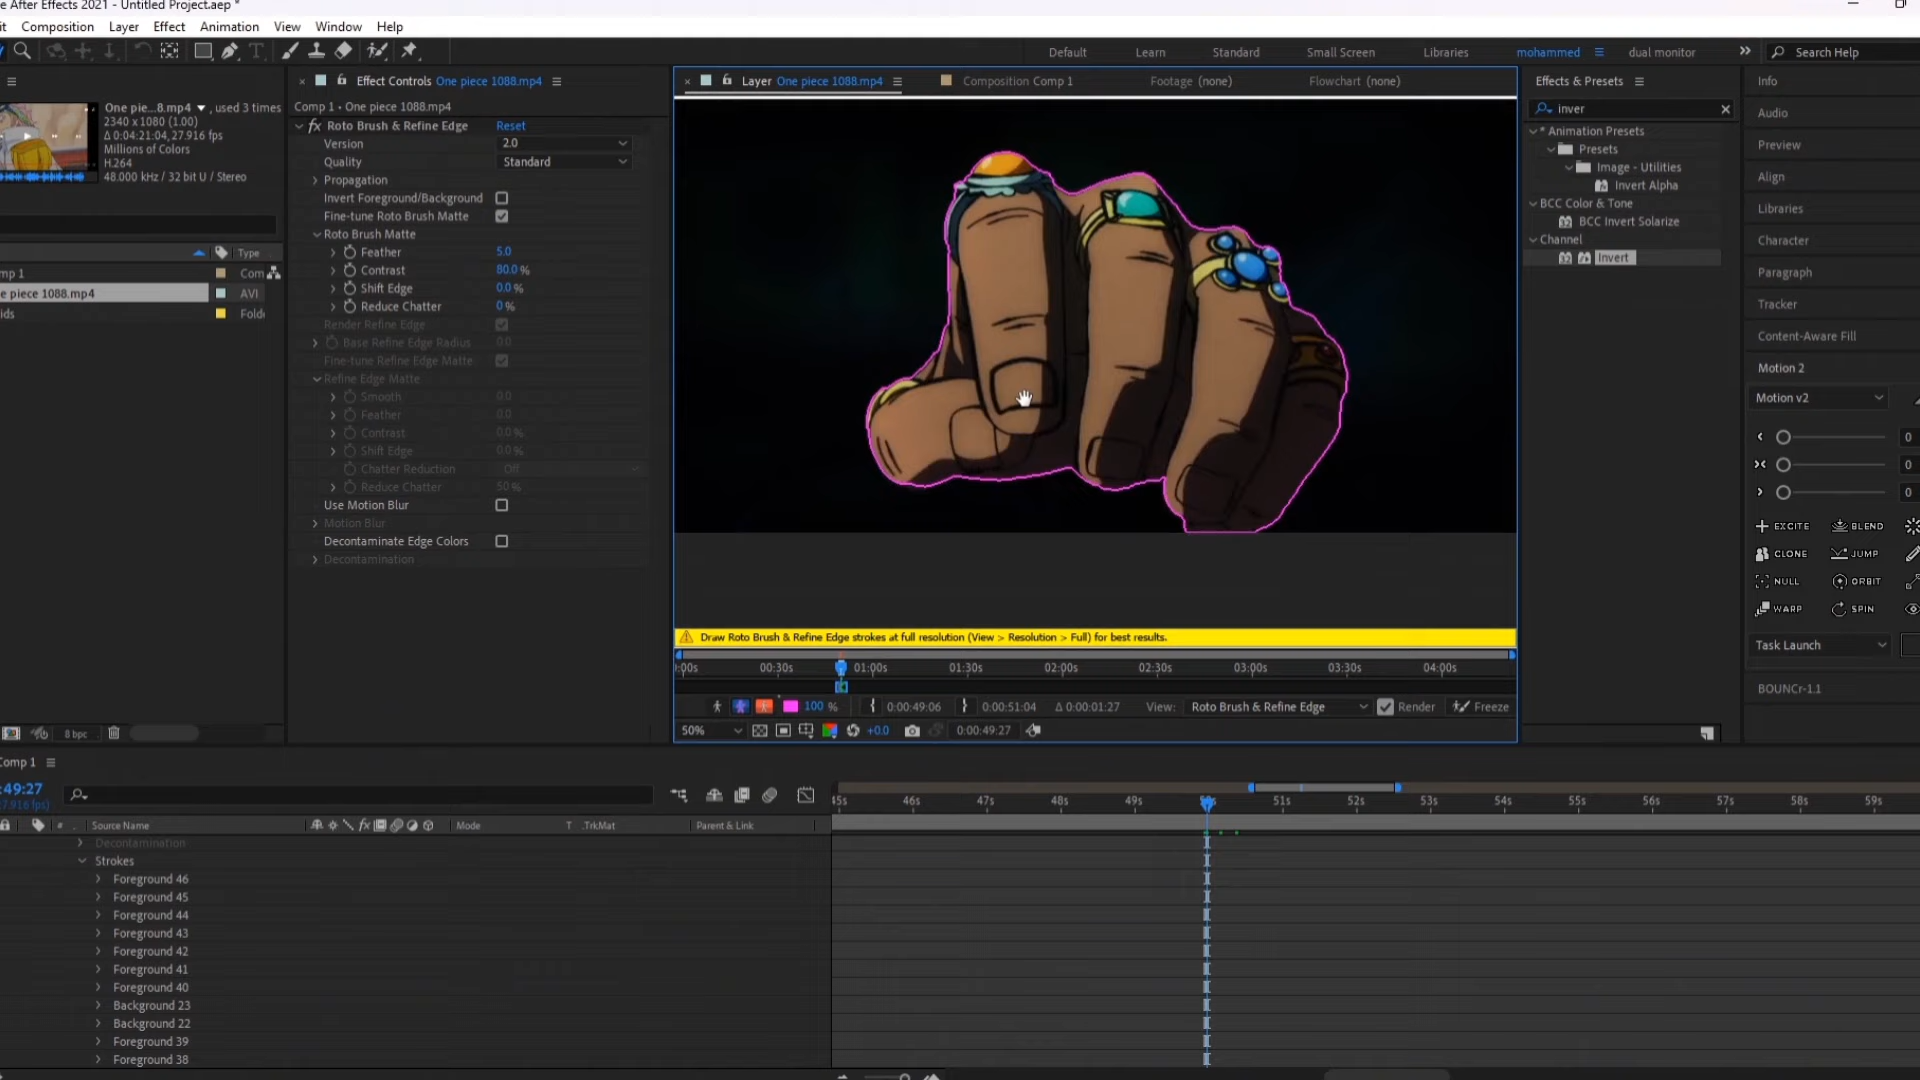 e After Effects 2021 - Untitled Project.aep *
it Composition Layer Effect Animation View Window Help
Default Learn Standard Small Screen Libraries mohammed dual monitor Search Help
One pie...8.mp4 , used 3 times
2340 x 1080 (1.00)
Δ 0:04:21:04, 27.916 fps)
Millions of Colors
H.264
48.000 kHz / 32 bit U / Stereo
Type
mp 1 Com
e piece 1088.mp4 AVI
ids Folde
8 bpc
Effect Controls One piece 1088.mp4
Comp 1 • One piece 1088.mp4
fx Roto Brush & Refine Edge Reset
Version 2.0
Quality Standard
Propagation
Invert Foreground/Background
Fine-tune Roto Brush Matte
Roto Brush Matte
Feather 5.0
Contrast 80.0 %
Shift Edge 0.0 %
Reduce Chatter 0 %
Render Refine Edge
Base Refine Edge Radius 0.0
Fine-tune Refine Edge Matte
Refine Edge Matte
Smooth 0.0
Feather 0.0
Contrast 0.0 %
Shift Edge 0.0 %
Chatter Reduction Off
Reduce Chatter 50 %
Use Motion Blur
Motion Blur
Decontaminate Edge Colors
Decontamination
Layer One piece 1088.mp4 Composition Comp 1 Footage (none) Flowchart (none)
Draw Roto Brush & Refine Edge strokes at full resolution (View > Resolution > Full) for best results.
:00s 00:30s 01:00s 01:30s 02:00s 02:30s 03:00s 03:30s 04:00s
100 % 0:00:49:06 0:00:51:04 Δ 0:00:01:27 View: Roto Brush & Refine Edge Render Freeze
50% +0.0 0:00:49:27
Effects & Presets
inver
* Animation Presets
Presets
Image - Utilities
Invert Alpha
BCC Color & Tone
BCC Invert Solarize
Channel
Invert
Info
Audio
Preview
Align
Libraries
Character
Paragraph
Tracker
Content-Aware Fill
Motion 2
Motion v2
0
0
0
EXCITE BLEND
CLONE JUMP
NULL ORBIT
WARP SPIN
Task Launch
BOUNCr-1.1
Comp 1
:49:27
7.916 fps)
45s 46s 47s 48s 49s 51s 52s 53s 54s 55s 56s 57s 58s 59s
# Source Name fx Mode T .TrkMat Parent & Link
Decontamination
Strokes
Foreground 46
Foreground 45
Foreground 44
Foreground 43
Foreground 42
Foreground 41
Foreground 40
Background 23
Background 22
Foreground 39
Foreground 38